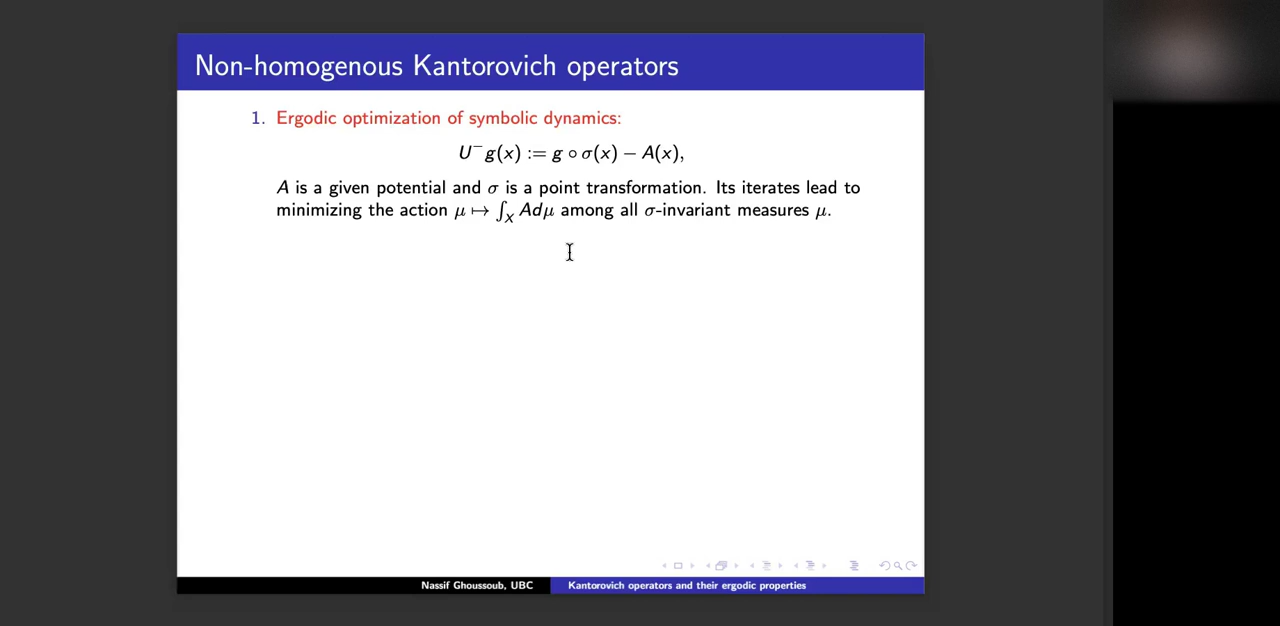 Non-homogenous Kantorovich operators
1. Ergodic optimization of symbolic dynamics:
U⁻g(x) := g ∘ σ(x) − A(x),
A is a given potential and σ is a point transformation. Its iterates lead to
minimizing the action μ ↦ ∫_X Adμ among all σ-invariant measures μ.
Nassif Ghoussoub, UBC
Kantorovich operators and their ergodic properties